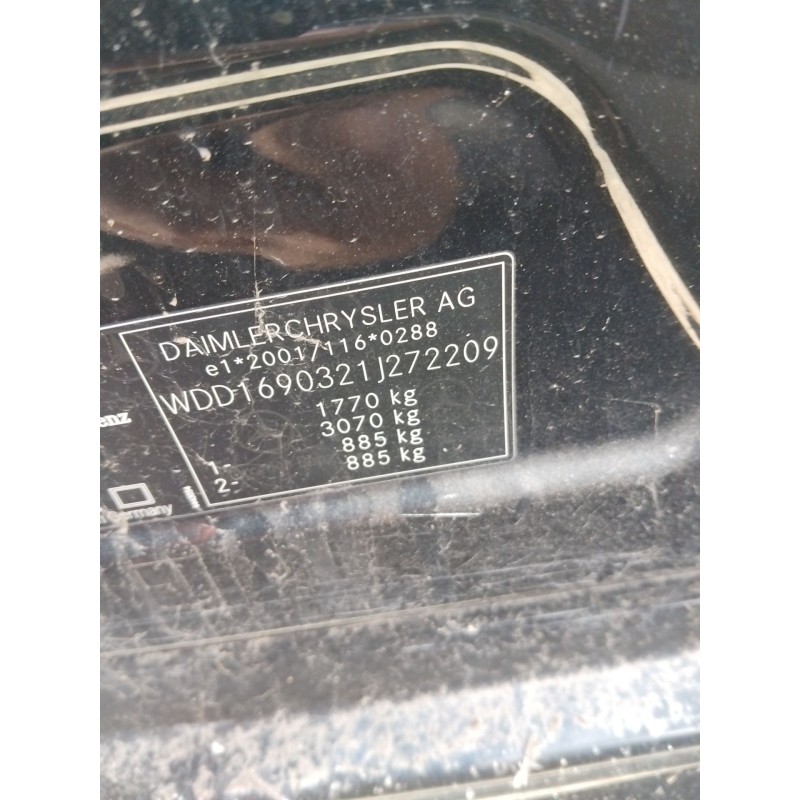 DAIMLERCHRYSLER AG
e1*2001/116*0288
WDD1690321J272209
1770 kg
3070 kg
1- 885 kg
2- 885 kg